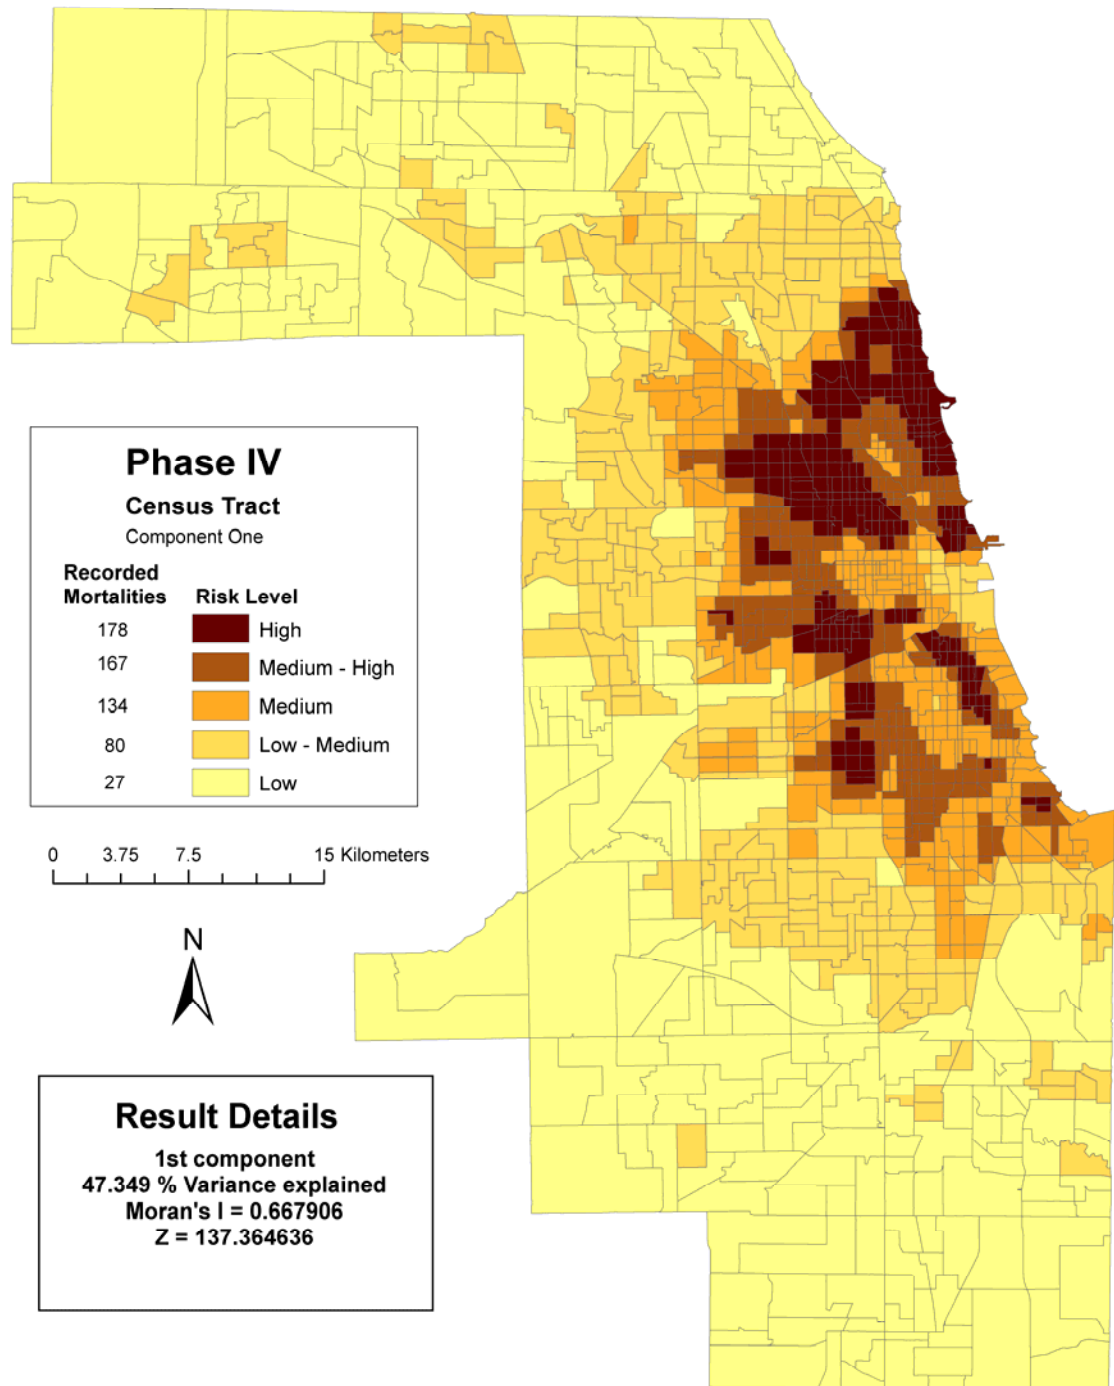 Phase IV
Census Tract
Component One
Recorded
Mortalities Risk Level
178 High
167 Medium - High
134 Medium
80 Low - Medium
27 Low
0 3.75 7.5 15 Kilometers
N
Result Details
1st component
47.349 % Variance explained
Moran's I = 0.667906
Z = 137.364636